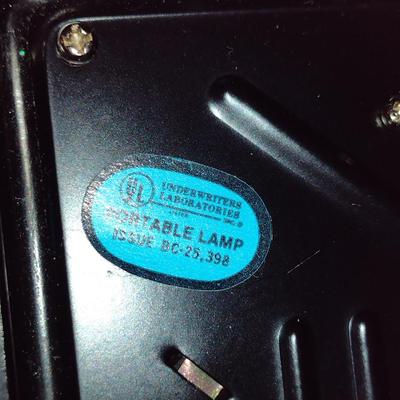 UL
UNDERWRITERS
LABORATORIES
INC.®
PORTABLE LAMP
ISSUE BC-25,398